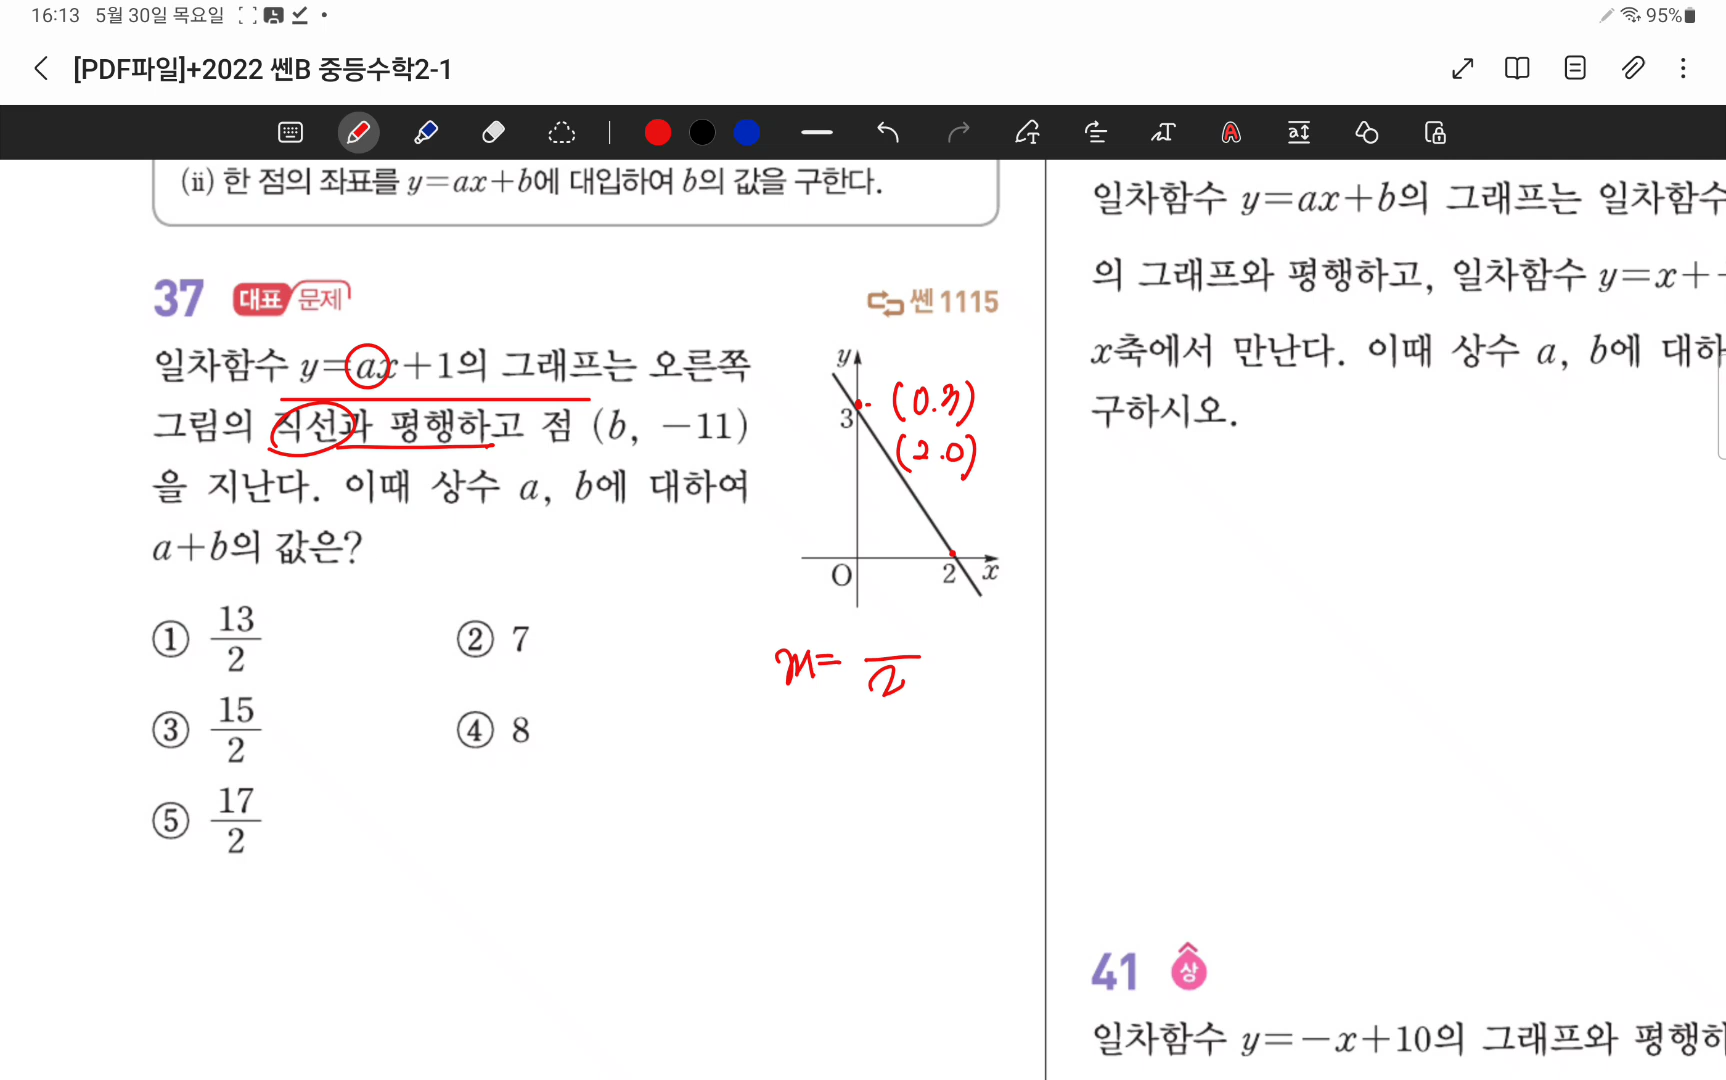 16:13 5월 30일 목요일 95%
[PDF파일]+2022 쎈B 중등수학2-1
(ii) 한 점의 좌표를 y=ax+b에 대입하여 b의 값을 구한다.
37 대표 문제 쎈 1115
일차함수 y=ax+1의 그래프는 오른쪽
그림의 직선과 평행하고 점 (b, −11)
을 지난다. 이때 상수 a, b에 대하여
a+b의 값은?
y
3
O
2
x
(0.3)
(2.0)
m= /2
① 13/2 ② 7
③ 15/2 ④ 8
⑤ 17/2
일차함수 y=ax+b의 그래프는 일차함수
의 그래프와 평행하고, 일차함수 y=x+
x축에서 만난다. 이때 상수 a, b에 대하
구하시오.
41 상
일차함수 y=−x+10의 그래프와 평행하